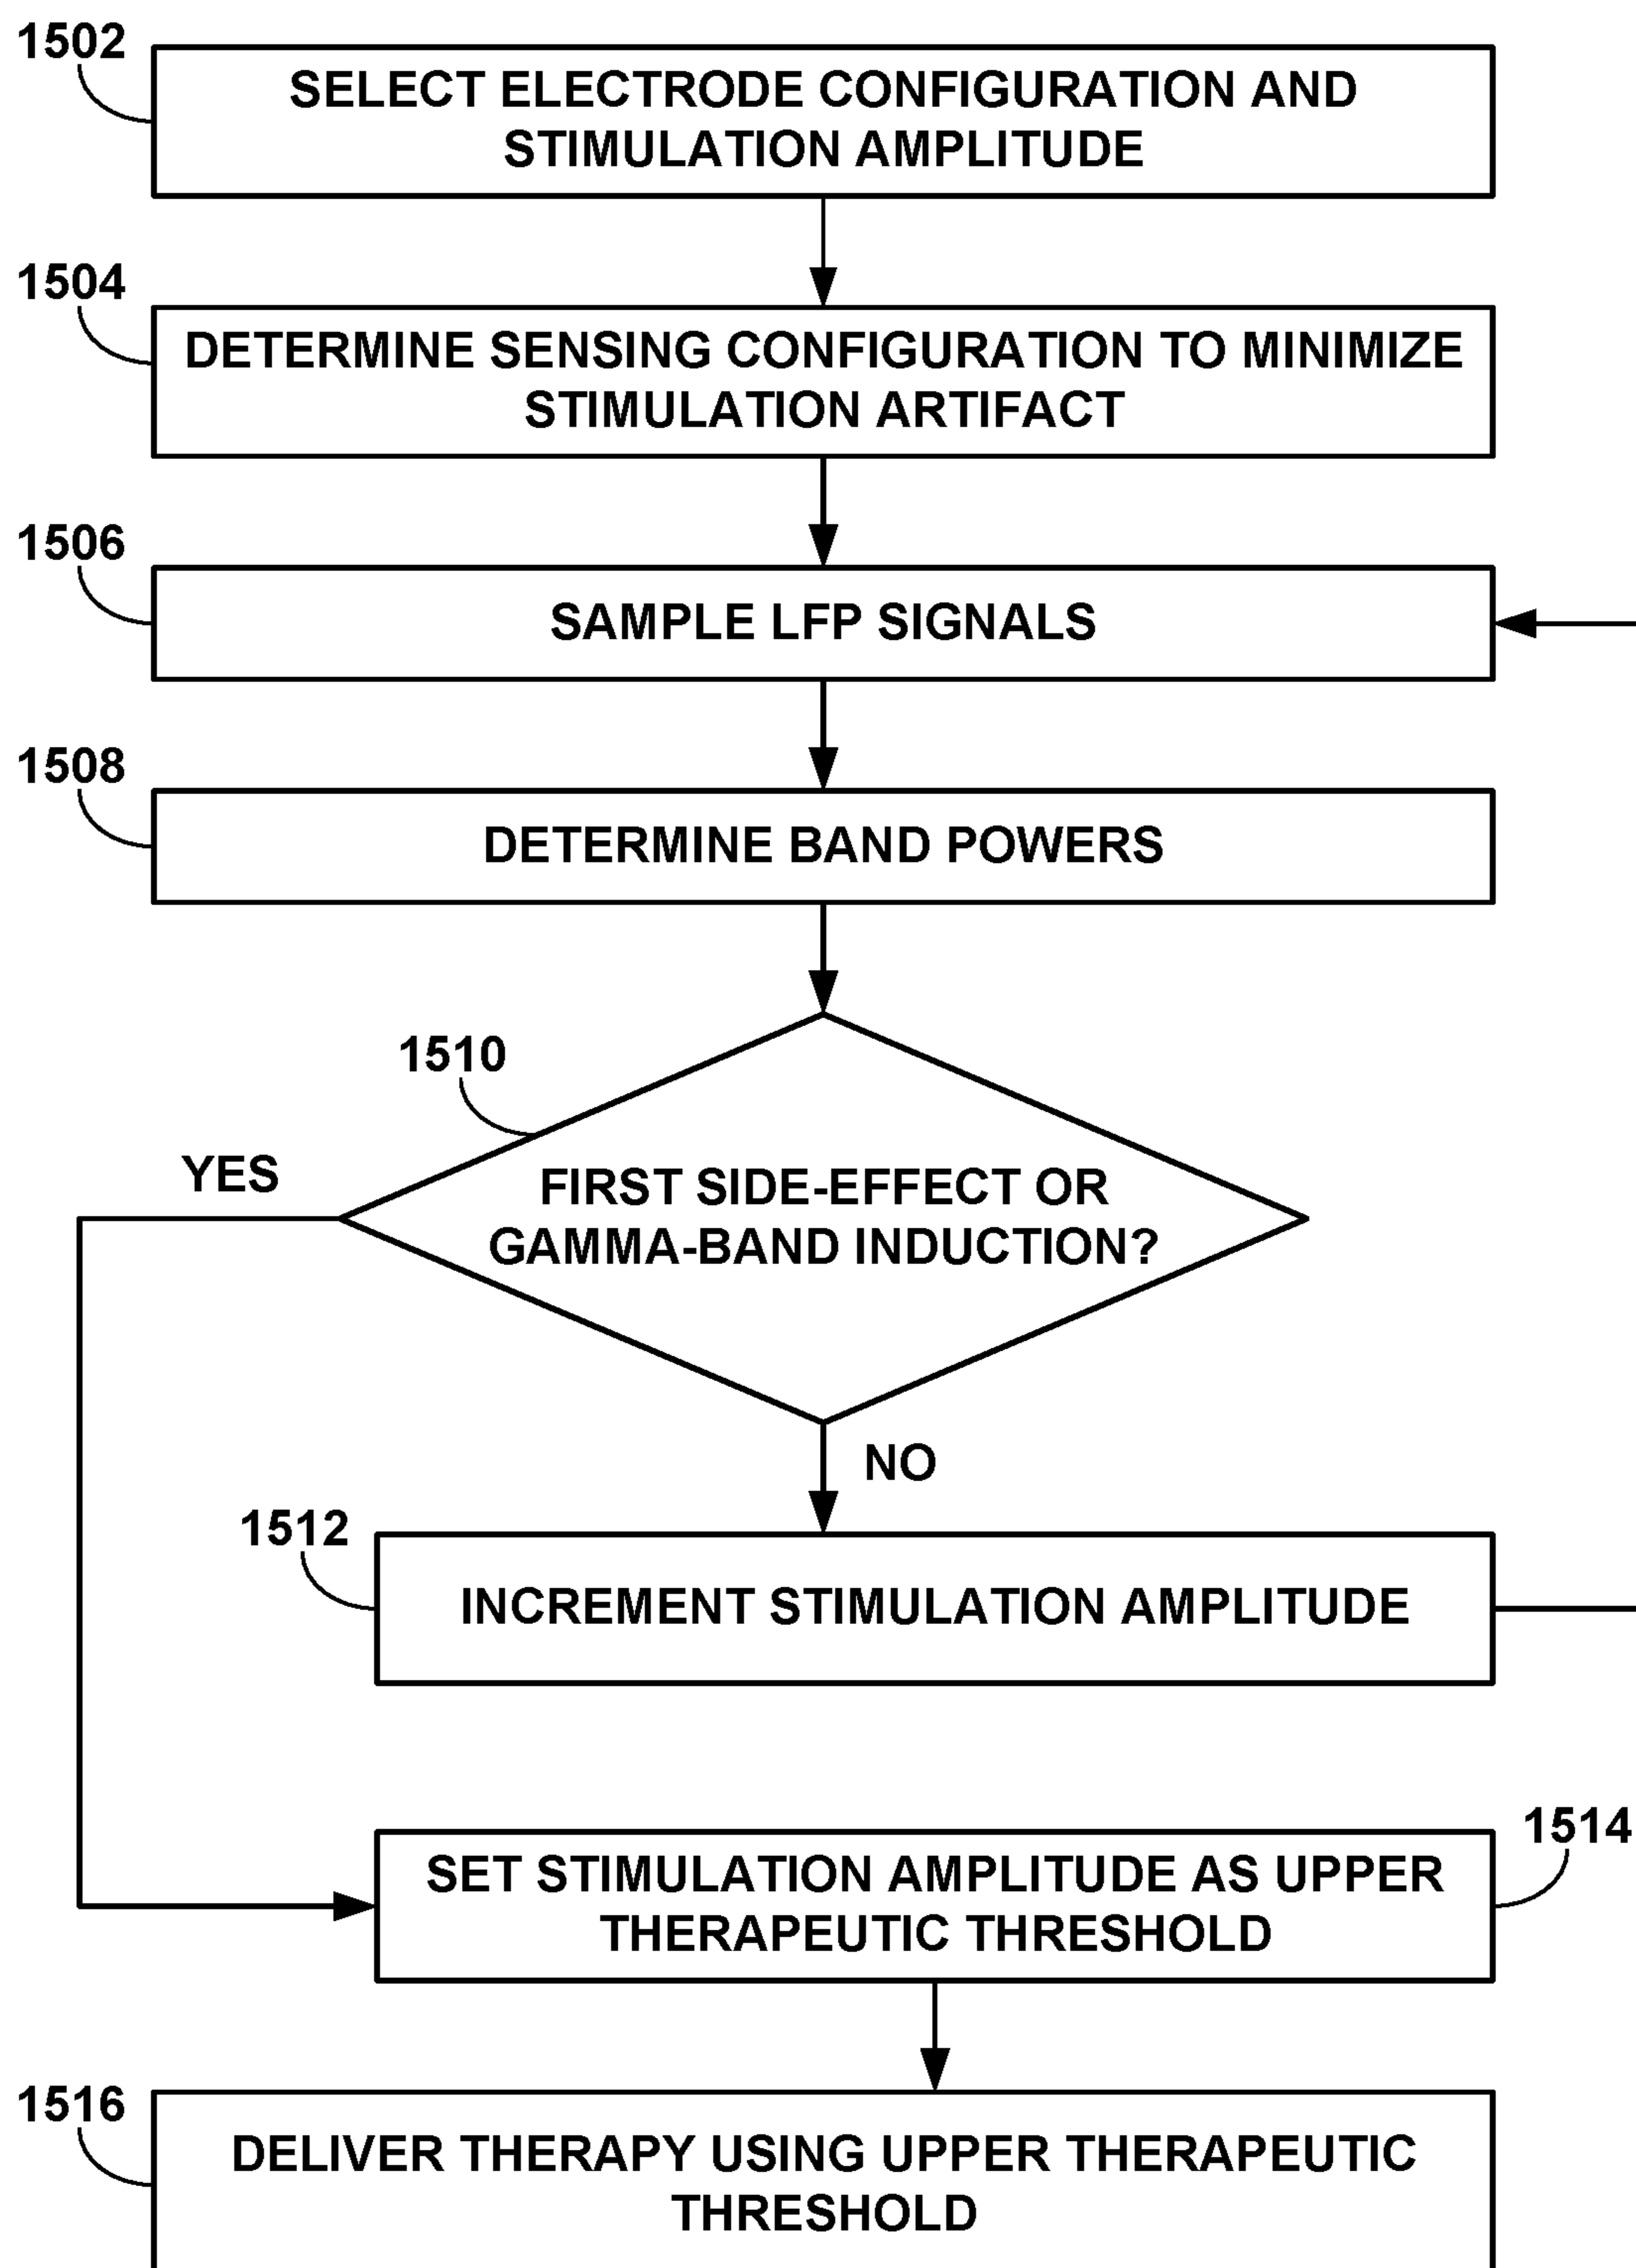 1502
SELECT ELECTRODE CONFIGURATION AND
STIMULATION AMPLITUDE
1504
DETERMINE SENSING CONFIGURATION TO MINIMIZE
STIMULATION ARTIFACT
1506
SAMPLE LFP SIGNALS
1508
DETERMINE BAND POWERS
1510
YES
FIRST SIDE-EFFECT OR
GAMMA-BAND INDUCTION?
NO
1512
INCREMENT STIMULATION AMPLITUDE
1514
SET STIMULATION AMPLITUDE AS UPPER
THERAPEUTIC THRESHOLD
1516
DELIVER THERAPY USING UPPER THERAPEUTIC
THRESHOLD